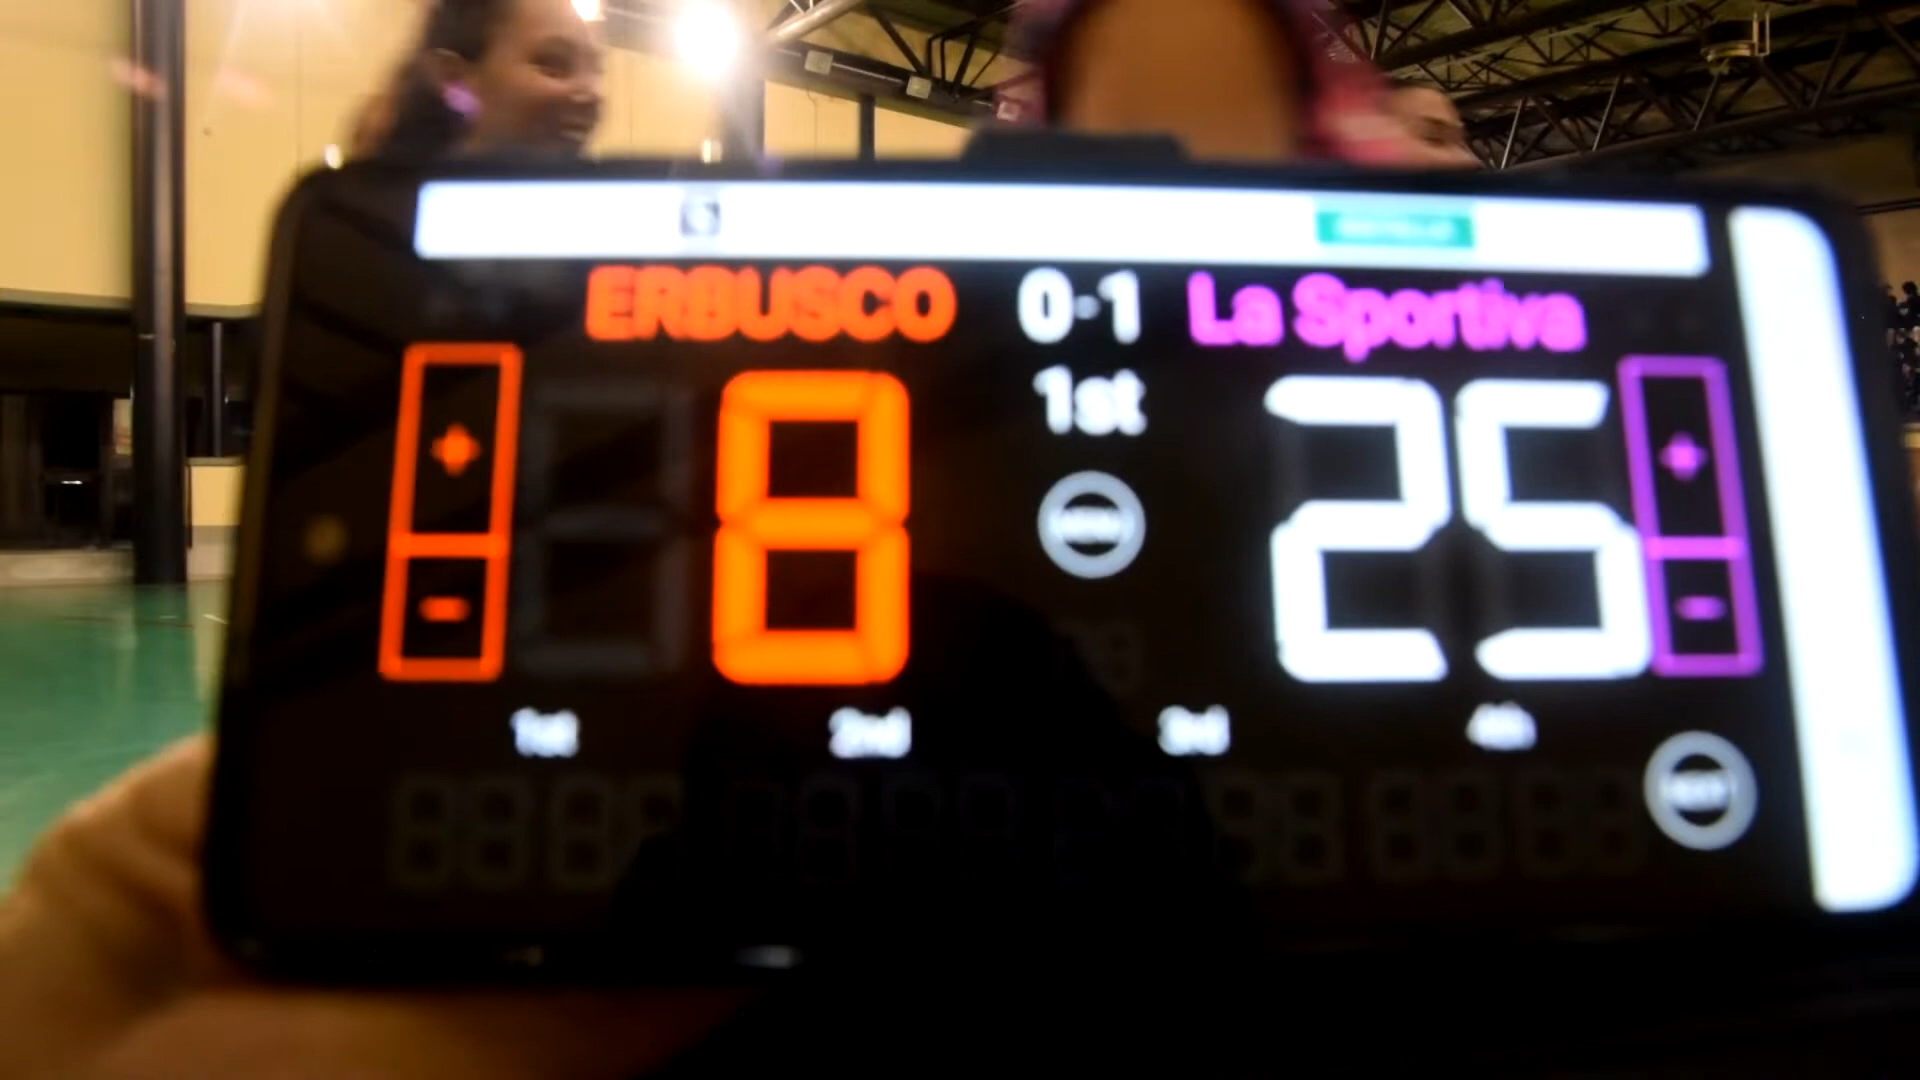 ERBUSCO 0-1 La Sportiva
1st
8 25
+ +
- -
1st 2nd 3rd 4th